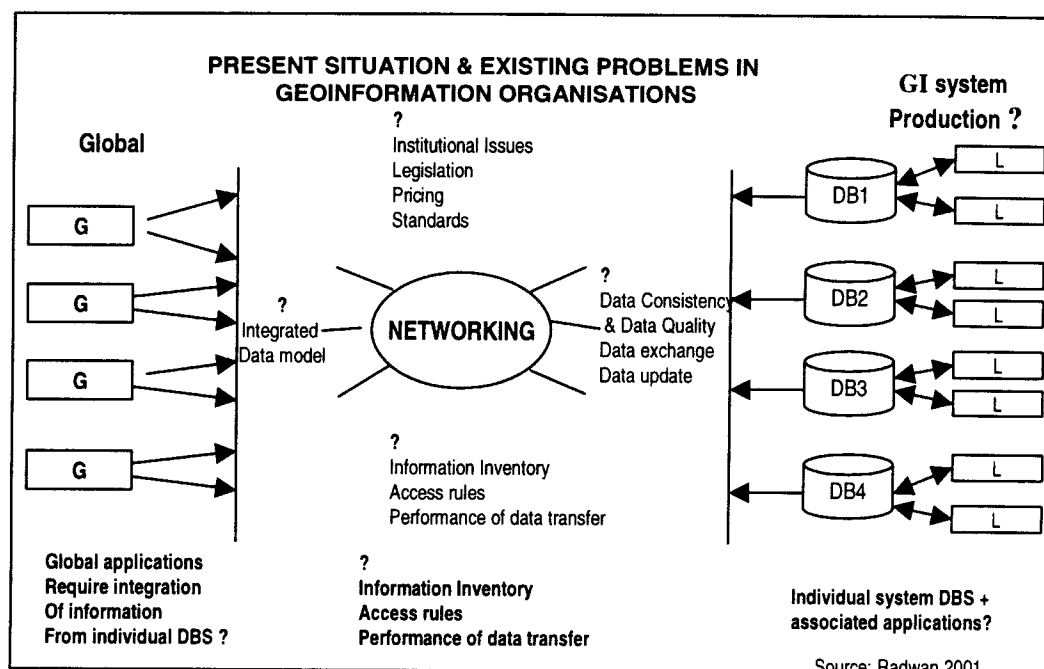 PRESENT SITUATION & EXISTING PROBLEMS IN
GEOINFORMATION ORGANISATIONS
GI system
Production ?
Global
?
Institutional Issues
Legislation
Pricing
Standards
G
G
G
G
?
Integrated
Data model
NETWORKING
?
Data Consistency
& Data Quality
Data exchange
Data update
?
Information Inventory
Access rules
Performance of data transfer
DB1
L
L
DB2
L
L
DB3
L
L
DB4
L
L
Global applications
Require integration
Of information
From individual DBS ?
?
Information Inventory
Access rules
Performance of data transfer
Individual system DBS +
associated applications?
Source: Radwan 2001